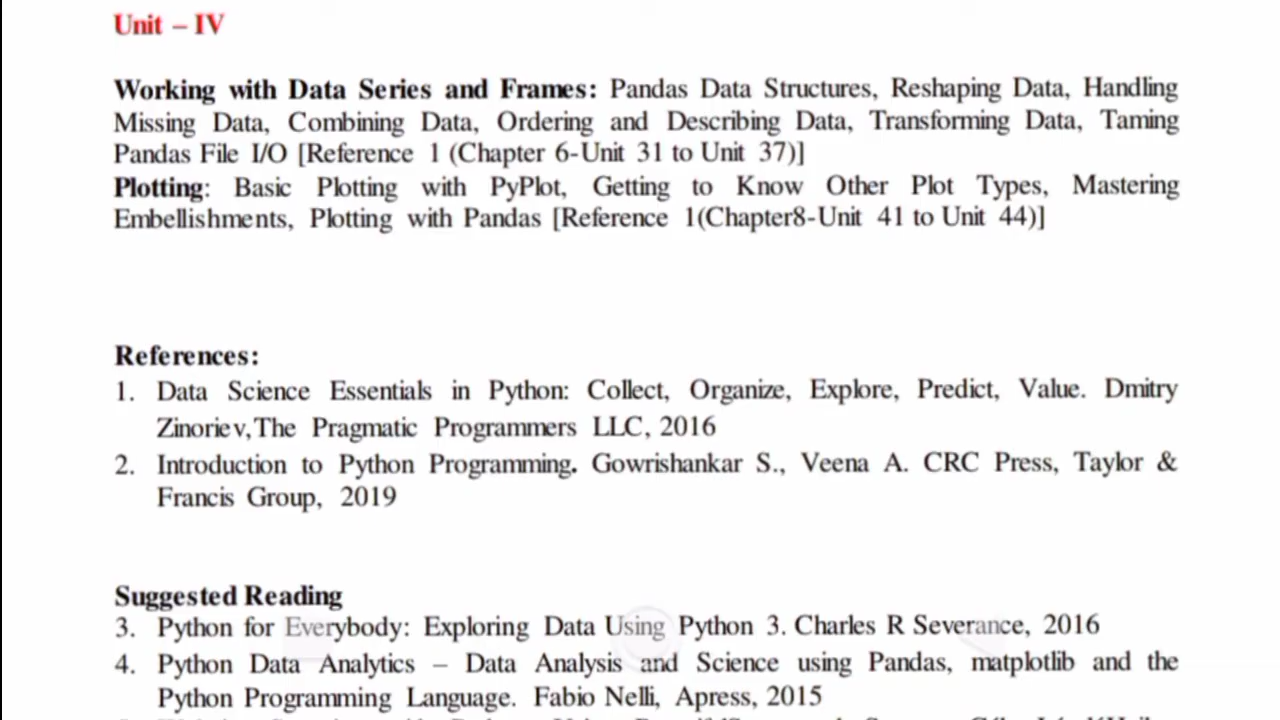 Unit – IV
Working with Data Series and Frames: Pandas Data Structures, Reshaping Data, Handling
Missing Data, Combining Data, Ordering and Describing Data, Transforming Data, Taming
Pandas File I/O [Reference 1 (Chapter 6-Unit 31 to Unit 37)]
Plotting: Basic Plotting with PyPlot, Getting to Know Other Plot Types, Mastering
Embellishments, Plotting with Pandas [Reference 1(Chapter8-Unit 41 to Unit 44)]
References:
1. Data Science Essentials in Python: Collect, Organize, Explore, Predict, Value. Dmitry
Zinoriev,The Pragmatic Programmers LLC, 2016
2. Introduction to Python Programming. Gowrishankar S., Veena A. CRC Press, Taylor &
Francis Group, 2019
Suggested Reading
3. Python for Everybody: Exploring Data Using Python 3. Charles R Severance, 2016
4. Python Data Analytics – Data Analysis and Science using Pandas, matplotlib and the
Python Programming Language. Fabio Nelli, Apress, 2015